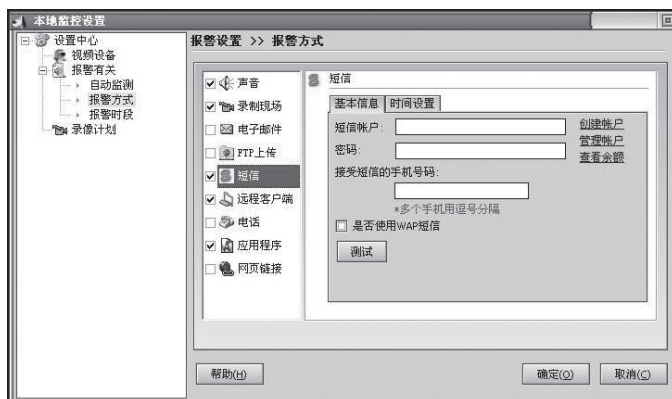 本地监控设置
设置中心
视频设备
报警有关
自动监测
报警方式
报警时段
录像计划
报警设置 >> 报警方式
声音
录制现场
电子邮件
FTP上传
短信
远程客户端
电话
应用程序
网页链接
短信
基本信息 时间设置
短信帐户:
创建帐户
密码:
管理帐户
查看余额
接受短信的手机号码:
*多个手机用逗号分隔
是否使用WAP短信
测试
帮助(H)
确定(O)
取消(C)